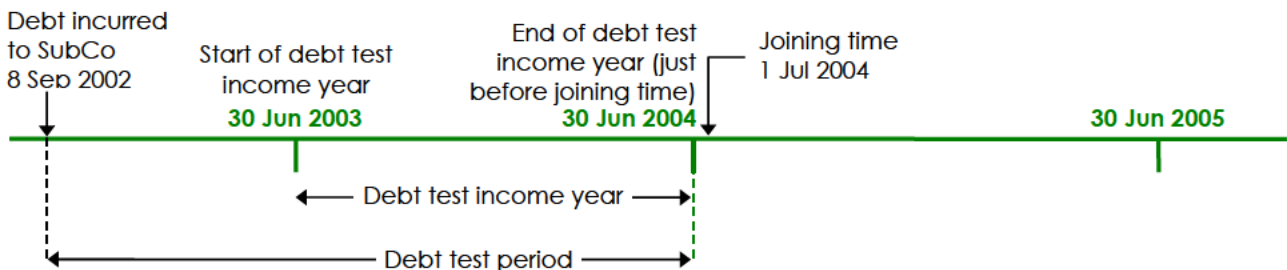 Debt incurred
to SubCo
8 Sep 2002
Start of debt test
income year
30 Jun 2003
End of debt test
income year (just
before joining time)
30 Jun 2004
Joining time
1 Jul 2004
30 Jun 2005
Debt test income year
Debt test period